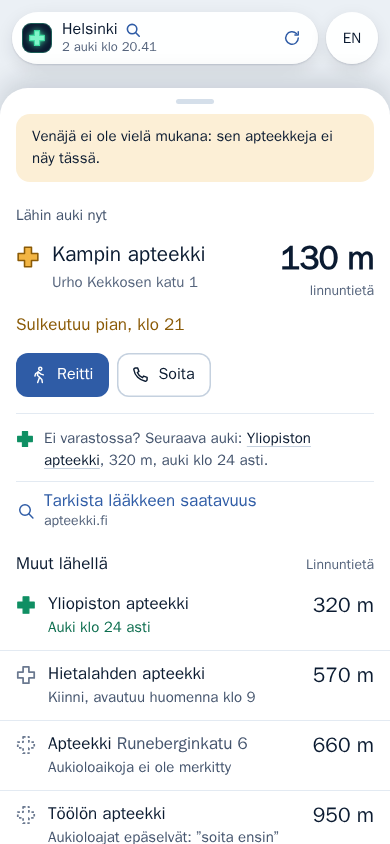 Helsinki
2 auki klo 20.41
EN
Venäjä ei ole vielä mukana: sen apteekkeja ei
näy tässä.
Lähin auki nyt
Kampin apteekki
130 m
Urho Kekkosen katu 1
linnuntietä
Sulkeutuu pian, klo 21
Reitti
Soita
Ei varastossa? Seuraava auki: Yliopiston
apteekki, 320 m, auki klo 24 asti.
Tarkista lääkkeen saatavuus
apteekki.fi
Muut lähellä
Linnuntietä
Yliopiston apteekki
320 m
Auki klo 24 asti
Hietalahden apteekki
570 m
Kiinni, avautuu huomenna klo 9
Apteekki Runeberginkatu 6
660 m
Aukioloaikoja ei ole merkitty
Töölön apteekki
950 m
Aukioloajat epäselvät: ”soita ensin”